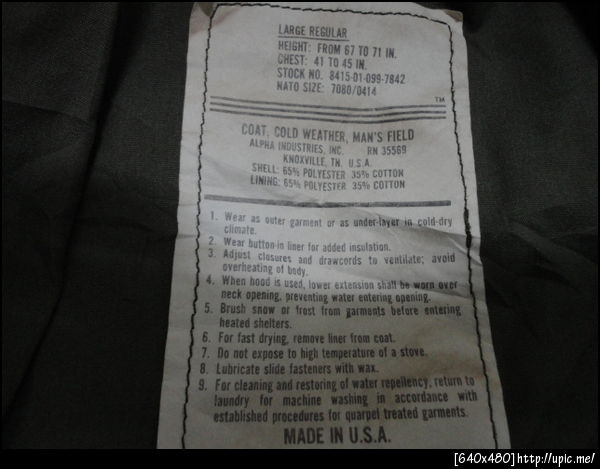 LARGE REGULAR
HEIGHT: FROM 67 TO 71 IN.
CHEST: 41 TO 45 IN.
STOCK NO. 8415-01-099-7842
NATO SIZE: 7080/0414
TM
COAT, COLD WEATHER, MAN'S FIELD
ALPHA INDUSTRIES, INC. RN 35569
KNOXVILLE, TN. U.S.A.
SHELL: 65% POLYESTER 35% COTTON
LINING: 65% POLYESTER 35% COTTON
1. Wear as outer garment or as under-layer in cold-dry
climate.
2. Wear button-in liner for added insulation.
3. Adjust closures and drawcords to ventilate; avoid
overheating of body.
4. When hood is used, lower extension shall be worn over
neck opening, preventing water entering opening.
5. Brush snow or frost from garments before entering
heated shelters.
6. For fast drying, remove liner from coat.
7. Do not expose to high temperature of a stove.
8. Lubricate slide fasteners with wax.
9. For cleaning and restoring of water repellency, return to
laundry for machine washing in accordance with
established procedures for quarpel treated garments.
MADE IN U.S.A.
[640x480]http://upic.me/